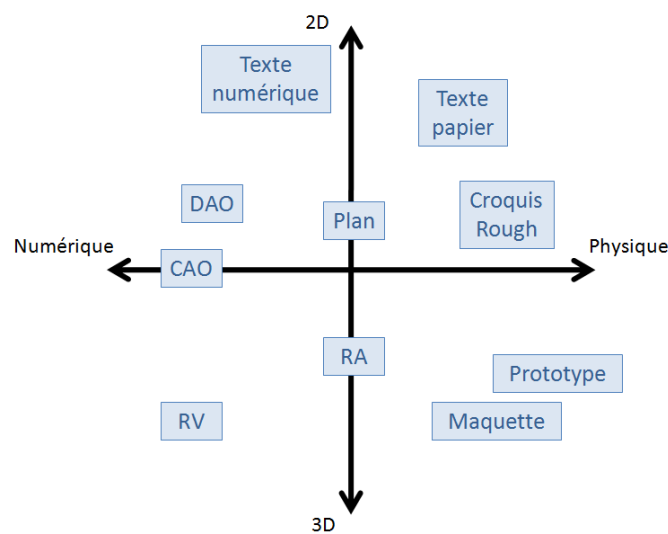 2D
Texte
numérique
Texte
papier
DAO
Plan
Croquis
Rough
Numérique
Physique
CAO
RA
Prototype
RV
Maquette
3D